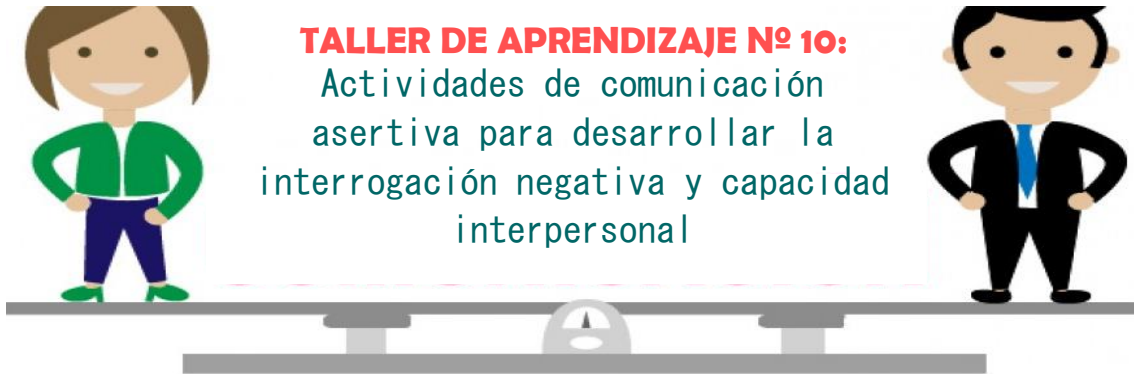 TALLER DE APRENDIZAJE Nº 10:
Actividades de comunicación
asertiva para desarrollar la
interrogación negativa y capacidad
interpersonal